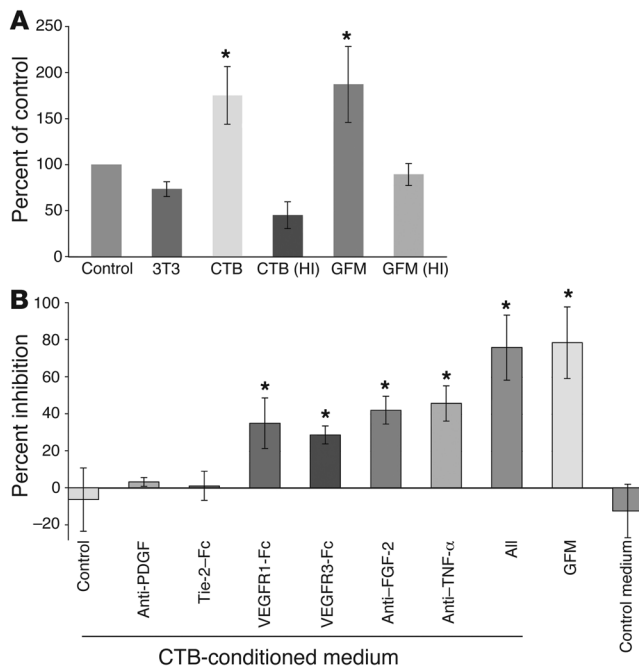 A
250
200
150
100
50
0
Percent of control
*
*
Control 3T3 CTB CTB (HI) GFM GFM (HI)
B
100
80
60
40
20
0
–20
Percent inhibition
*
*
*
*
*
*
Control
Anti-PDGF
Tie-2–Fc
VEGFR1-Fc
VEGFR3-Fc
Anti–FGF-2
Anti–TNF-α
All
GFM
Control medium
CTB-conditioned medium